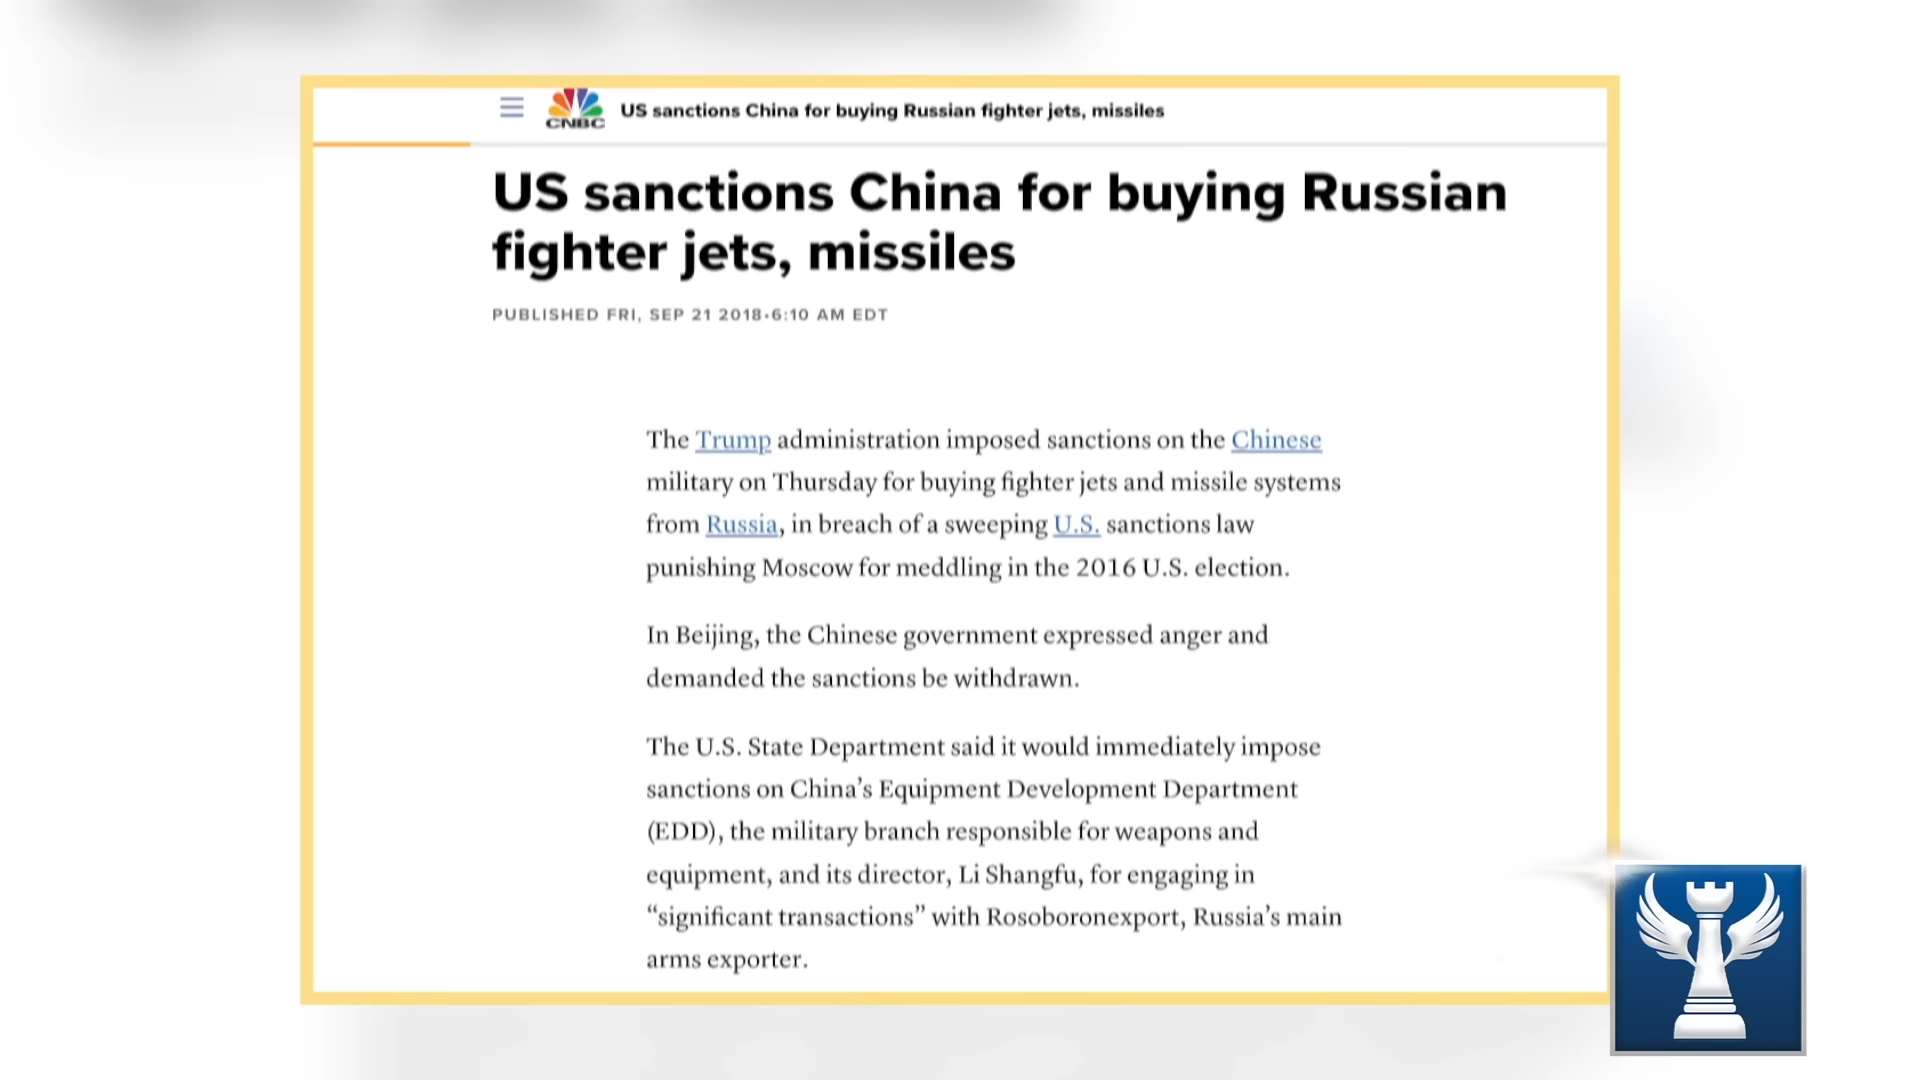 CNBC
US sanctions China for buying Russian fighter jets, missiles
US sanctions China for buying Russian
fighter jets, missiles
PUBLISHED FRI, SEP 21 2018•6:10 AM EDT
The Trump administration imposed sanctions on the Chinese
military on Thursday for buying fighter jets and missile systems
from Russia, in breach of a sweeping U.S. sanctions law
punishing Moscow for meddling in the 2016 U.S. election.
In Beijing, the Chinese government expressed anger and
demanded the sanctions be withdrawn.
The U.S. State Department said it would immediately impose
sanctions on China’s Equipment Development Department
(EDD), the military branch responsible for weapons and
equipment, and its director, Li Shangfu, for engaging in
“significant transactions” with Rosoboronexport, Russia’s main
arms exporter.